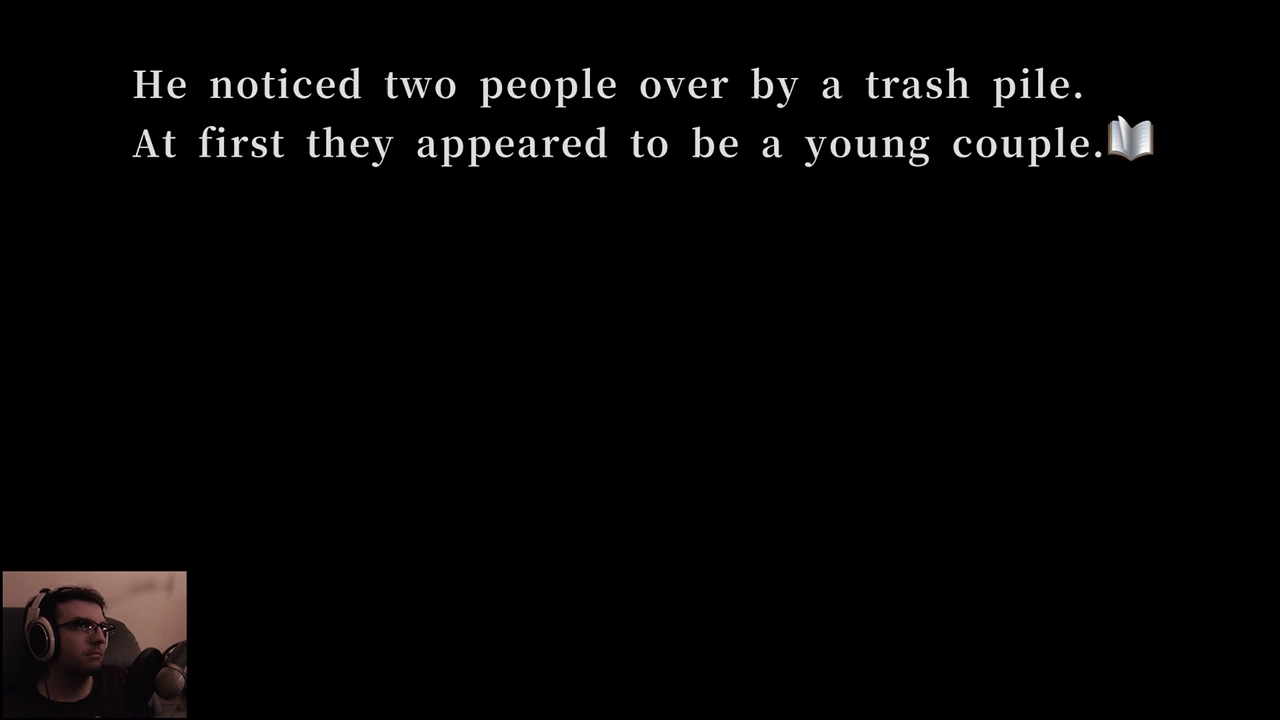 He noticed two people over by a trash pile.
At first they appeared to be a young couple.